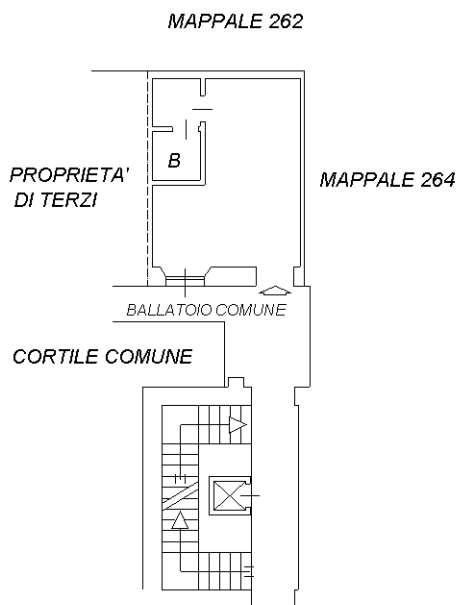 MAPPALE 262
PROPRIETA'
DI TERZI
B
MAPPALE 264
BALLATOIO COMUNE
CORTILE COMUNE